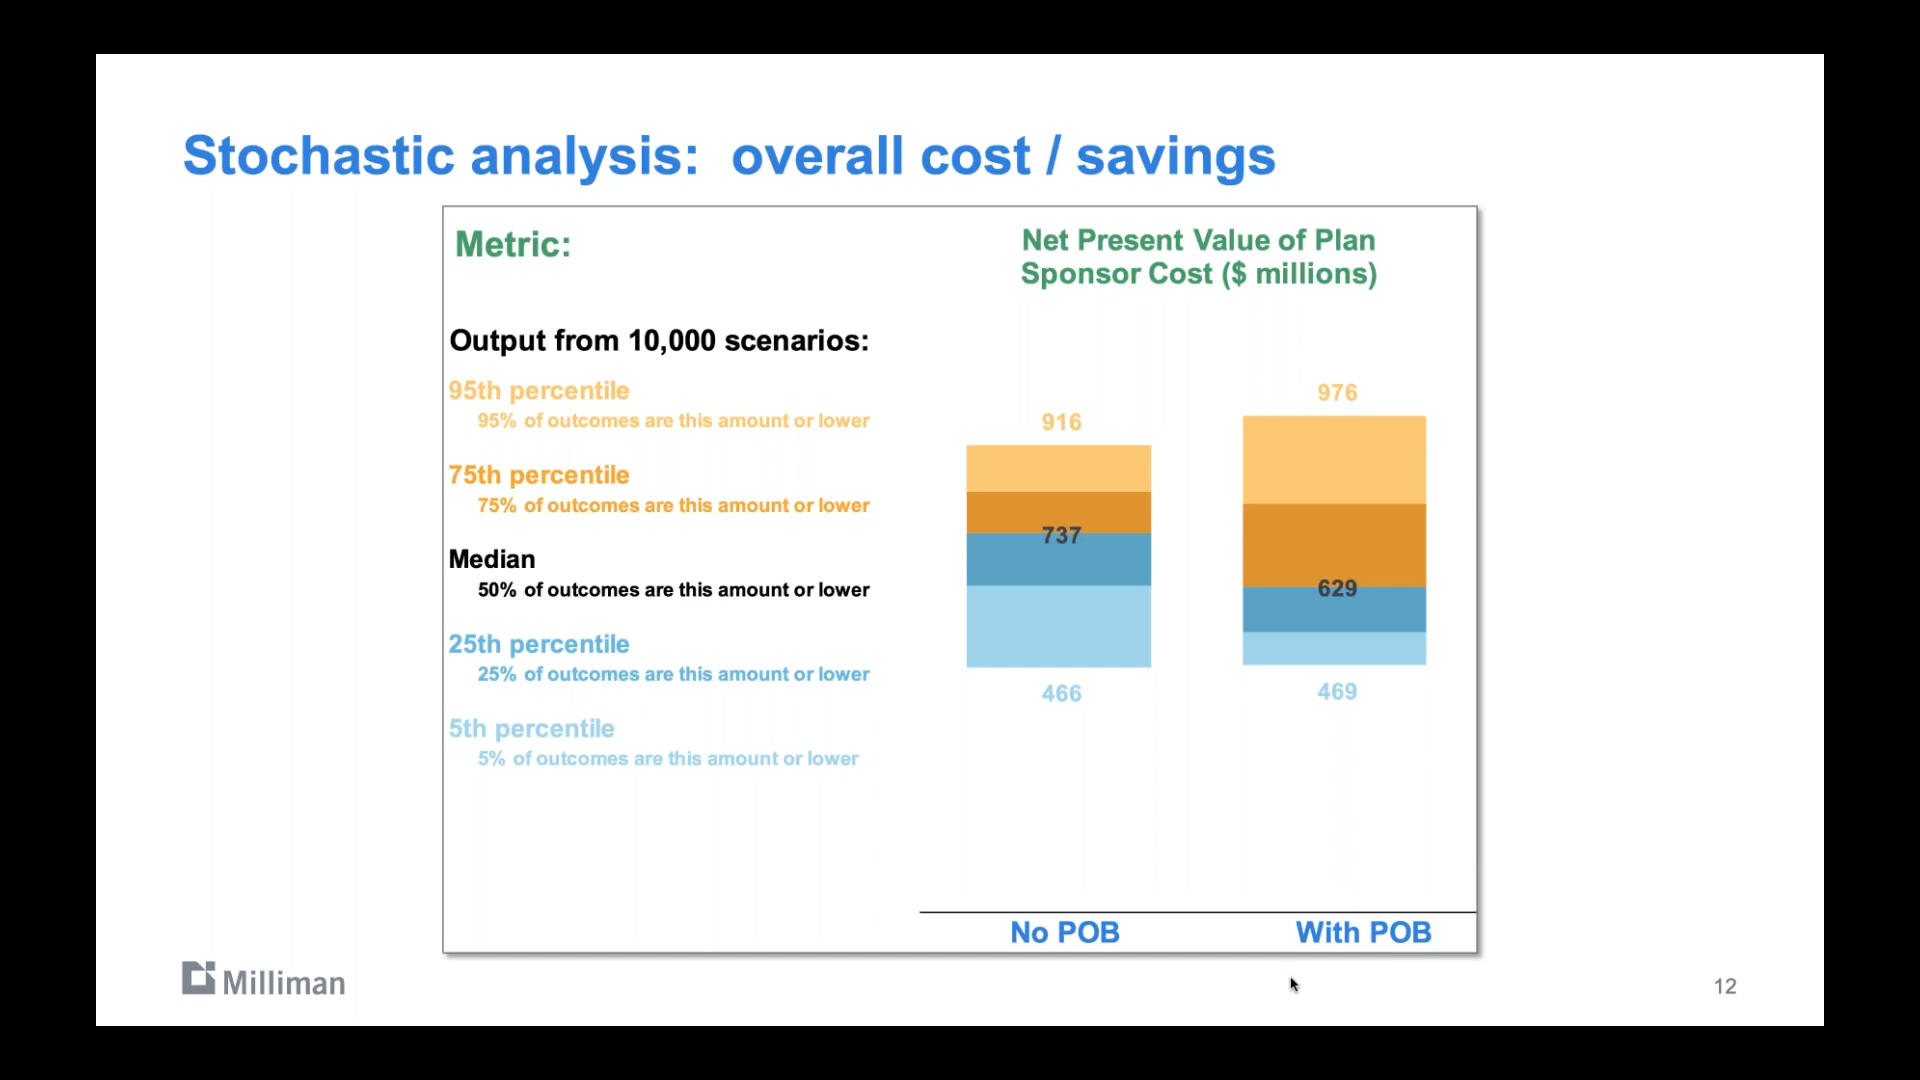 Stochastic analysis: overall cost / savings
Metric:
Net Present Value of Plan
Sponsor Cost ($ millions)
Output from 10,000 scenarios:
95th percentile
95% of outcomes are this amount or lower
75th percentile
75% of outcomes are this amount or lower
Median
50% of outcomes are this amount or lower
25th percentile
25% of outcomes are this amount or lower
5th percentile
5% of outcomes are this amount or lower
916
737
466
976
629
469
No POB
With POB
Milliman
12